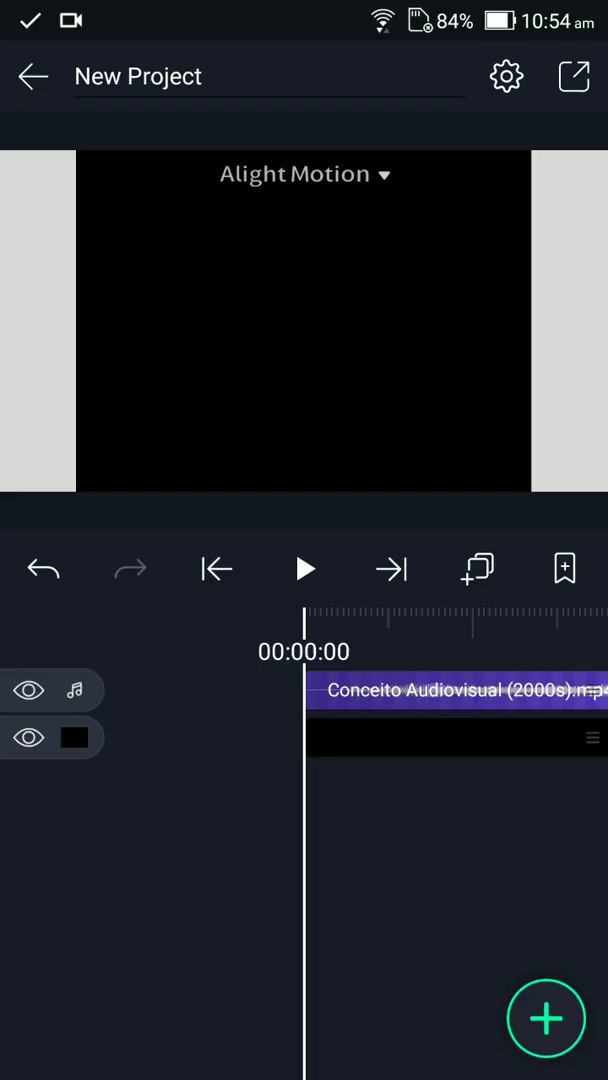 84% 10:54 am
New Project
Alight Motion
00:00:00
Conceito Audiovisual (2000s).mp4